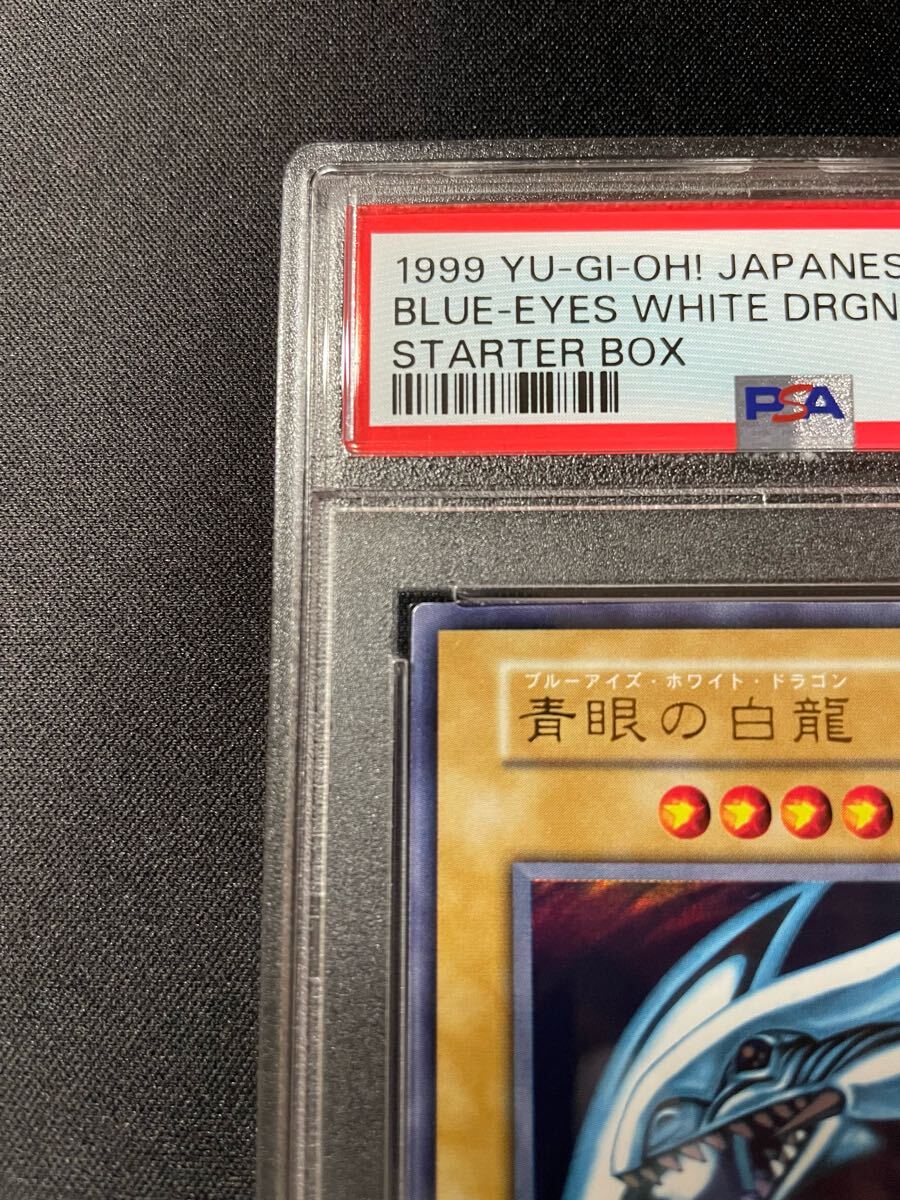 1999 YU-GI-OH! JAPANES
BLUE-EYES WHITE DRGN
STARTER BOX
PSA
ブルーアイズ・ホワイト・ドラゴン
青眼の白龍